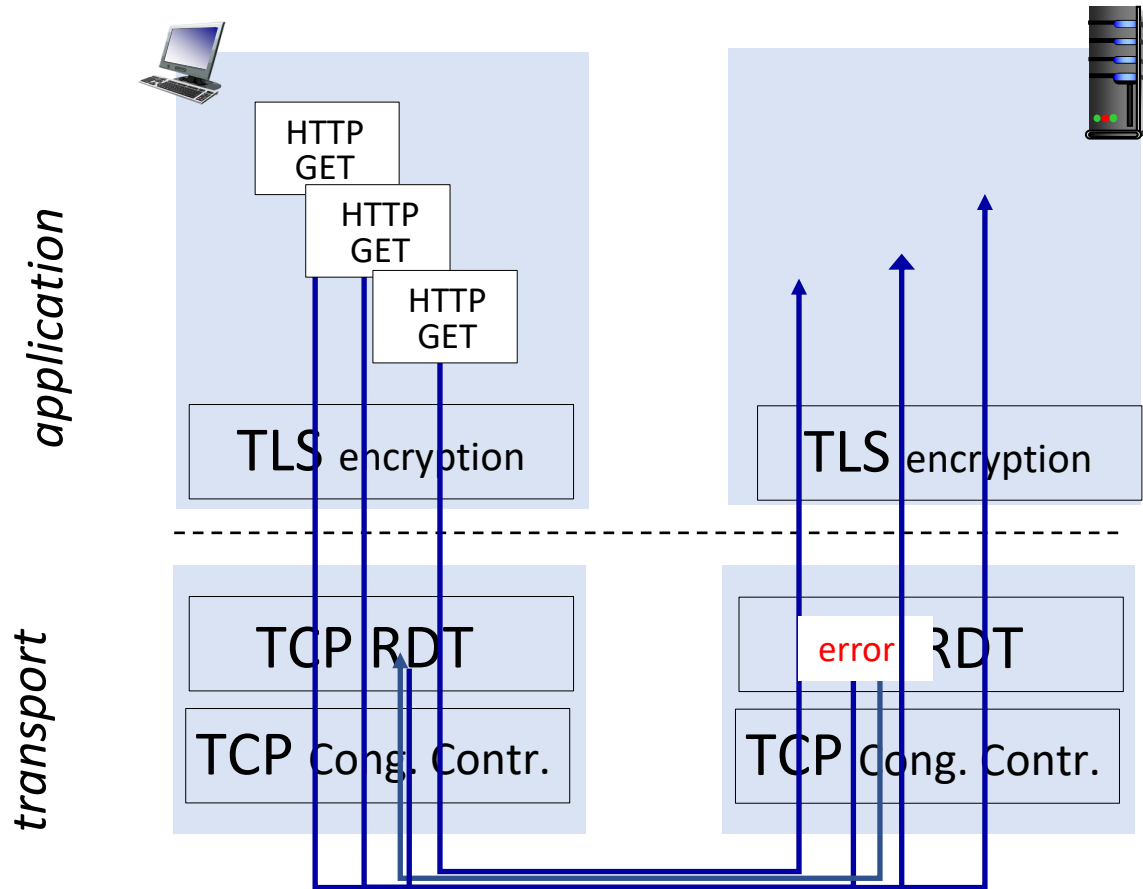 application
HTTP
GET
HTTP
GET
HTTP
GET
TLS encryption
TLS encryption
transport
TCP RDT
error RDT
TCP Cong. Contr.
TCP Cong. Contr.